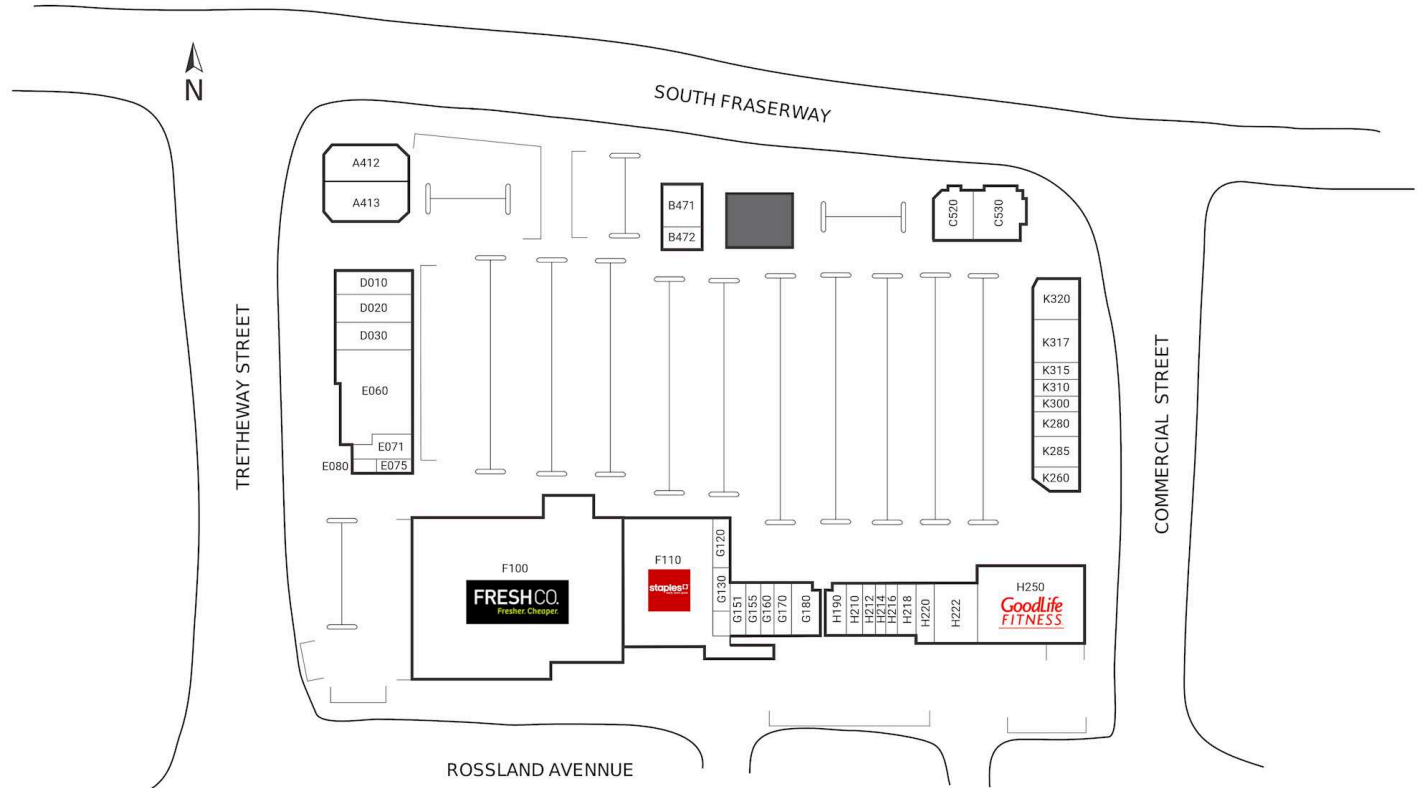 N
SOUTH FRASERWAY
A412
A413
B471
B472
C520
C530
D010
D020
D030
E060
E071
E080
E075
TRETHEWAY STREET
K320
K317
K315
K310
K300
K280
K285
K260
COMMERCIAL STREET
F100
FRESHCO.
Fresher. Cheaper.
F110
staples
G120
G130
G151
G155
G160
G170
G180
H190
H210
H212
H214
H216
H218
H220
H222
H250
GoodLife
FITNESS
ROSSLAND AVENNUE